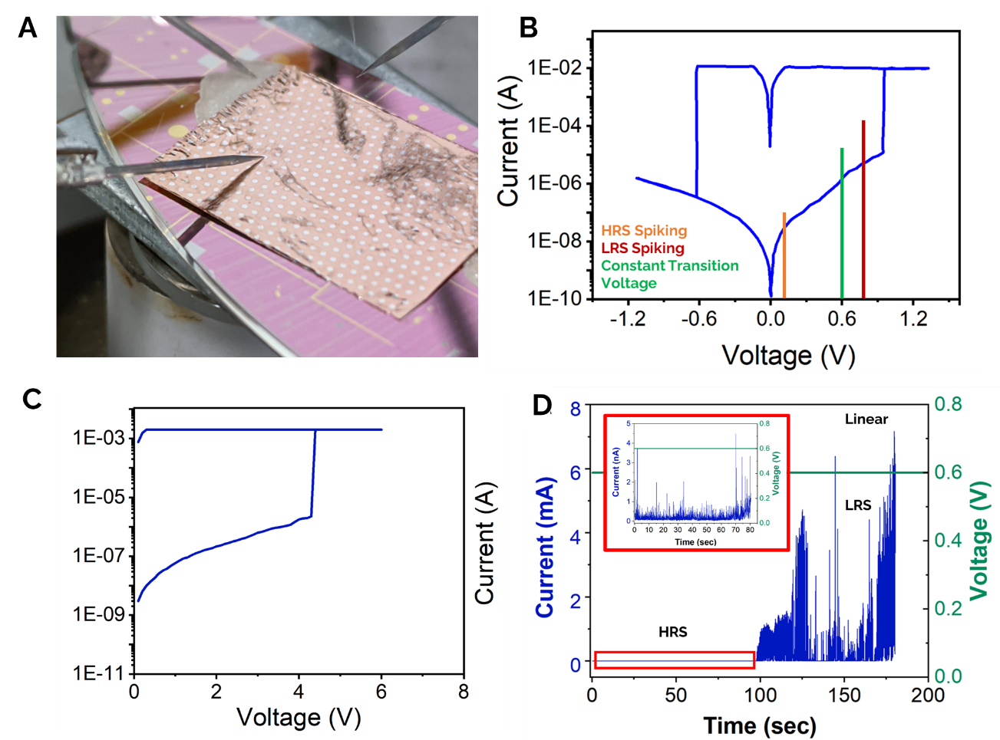 A
B
Current (A)
1E-02
1E-04
1E-06
1E-08
1E-10
HRS Spiking
LRS Spiking
Constant Transition
Voltage
-1.2
-0.6
0.0
0.6
1.2
Voltage (V)
C
1E-03
1E-05
1E-07
1E-09
1E-11
0
2
4
6
8
Voltage (V)
Current (A)
D
Current (mA)
8
6
4
2
0
0
50
100
150
200
Time (sec)
0.8
0.6
0.4
0.2
0.0
Voltage (V)
Linear
LRS
HRS
Current (nA)
5
4
3
2
1
0
0
10
20
30
40
50
60
70
80
Time (sec)
0.8
0.6
0.4
0.2
0.0
Voltage (V)